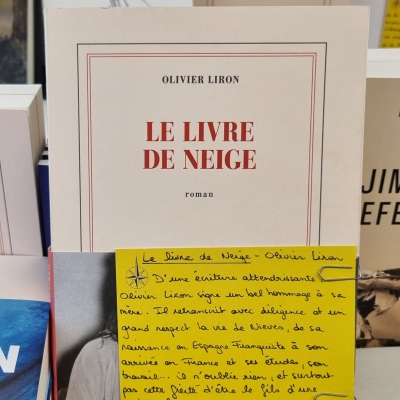 OLIVIER LIRON
LE LIVRE
DE NEIGE
roman
Le livre de Neige - Olivier Liron
D'une écriture attendrissante
Olivier Liron signe un bel hommage à sa
mère. Il retranscrit avec diligence et un
grand respect la vie de Nieves, de sa
naissance en Espagne Franquiste à son
arrivée en France et ses études, son
travail... il n'oublie rien, et surtout
pas cette fierté d'être le fils d'une
JIM
EFE
N